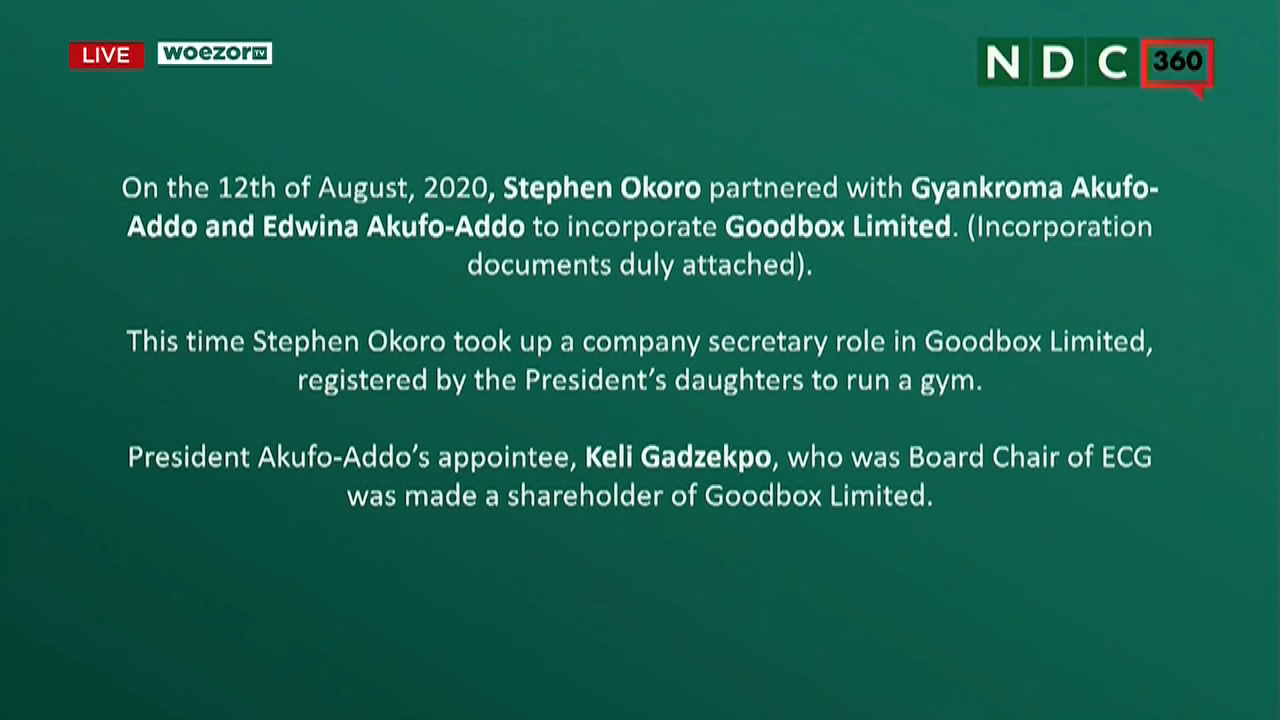 LIVE woezor TV
NDC 360
On the 12th of August, 2020, Stephen Okoro partnered with Gyankroma Akufo-
Addo and Edwina Akufo-Addo to incorporate Goodbox Limited. (Incorporation
documents duly attached).
This time Stephen Okoro took up a company secretary role in Goodbox Limited,
registered by the President’s daughters to run a gym.
President Akufo-Addo’s appointee, Keli Gadzekpo, who was Board Chair of ECG
was made a shareholder of Goodbox Limited.